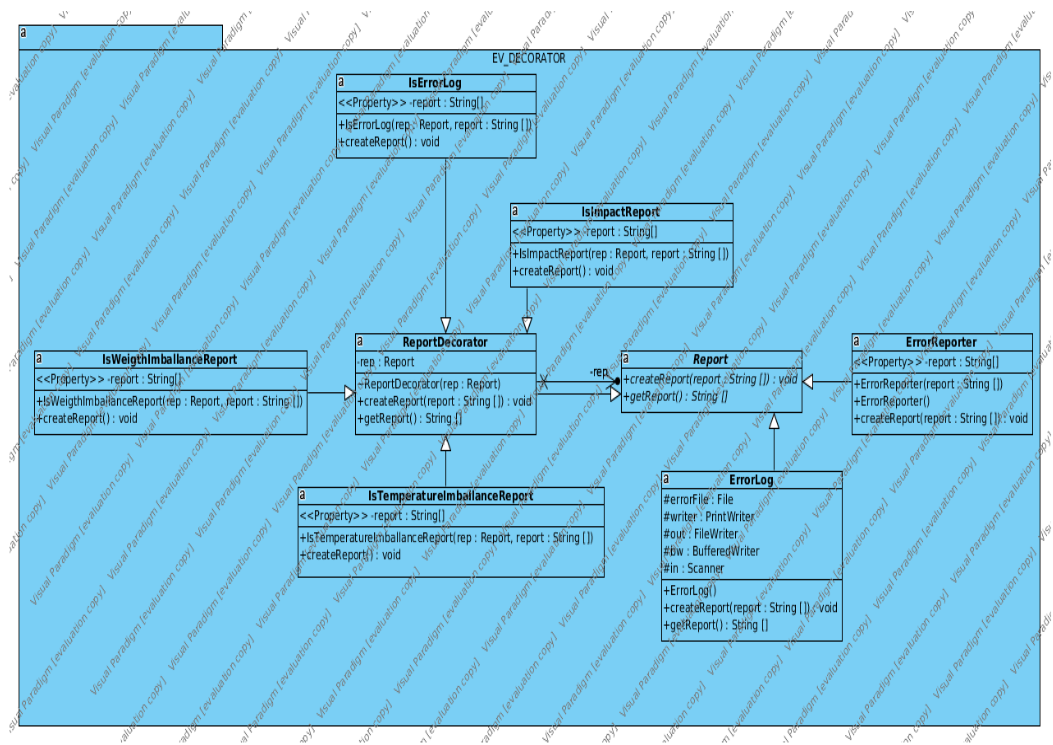 a
EV_DECORATOR
a
IsErrorLog
<<Property>> -report : String[]
+IsErrorLog(rep : Report, report : String [])
+createReport() : void
a
IsImpactReport
<<Property>> -report : String[]
+IsImpactReport(rep : Report, report : String [])
+createReport() : void
a
IsWeigthImballanceReport
<<Property>> -report : String[]
+IsWeigthImballanceReport(rep : Report, report : String [])
+createReport() : void
a
ReportDecorator
-rep : Report
~ReportDecorator(rep : Report)
+createReport(report : String []) : void
+getReport() : String []
-rep
a
Report
+createReport(report : String []) : void
+getReport() : String []
a
ErrorReporter
<<Property>> -report : String[]
+ErrorReporter(report : String [])
+ErrorReporter()
+createReport(report : String []) : void
a
IsTemperatureImballanceReport
<<Property>> -report : String[]
+IsTemperatureImballanceReport(rep : Report, report : String [])
+createReport() : void
a
ErrorLog
#errorFile : File
#writer : PrintWriter
#out : FileWriter
#bw : BufferedWriter
#in : Scanner
+ErrorLog()
+createReport(report : String []) : void
+getReport() : String []
Visual Paradigm [evaluation copy]